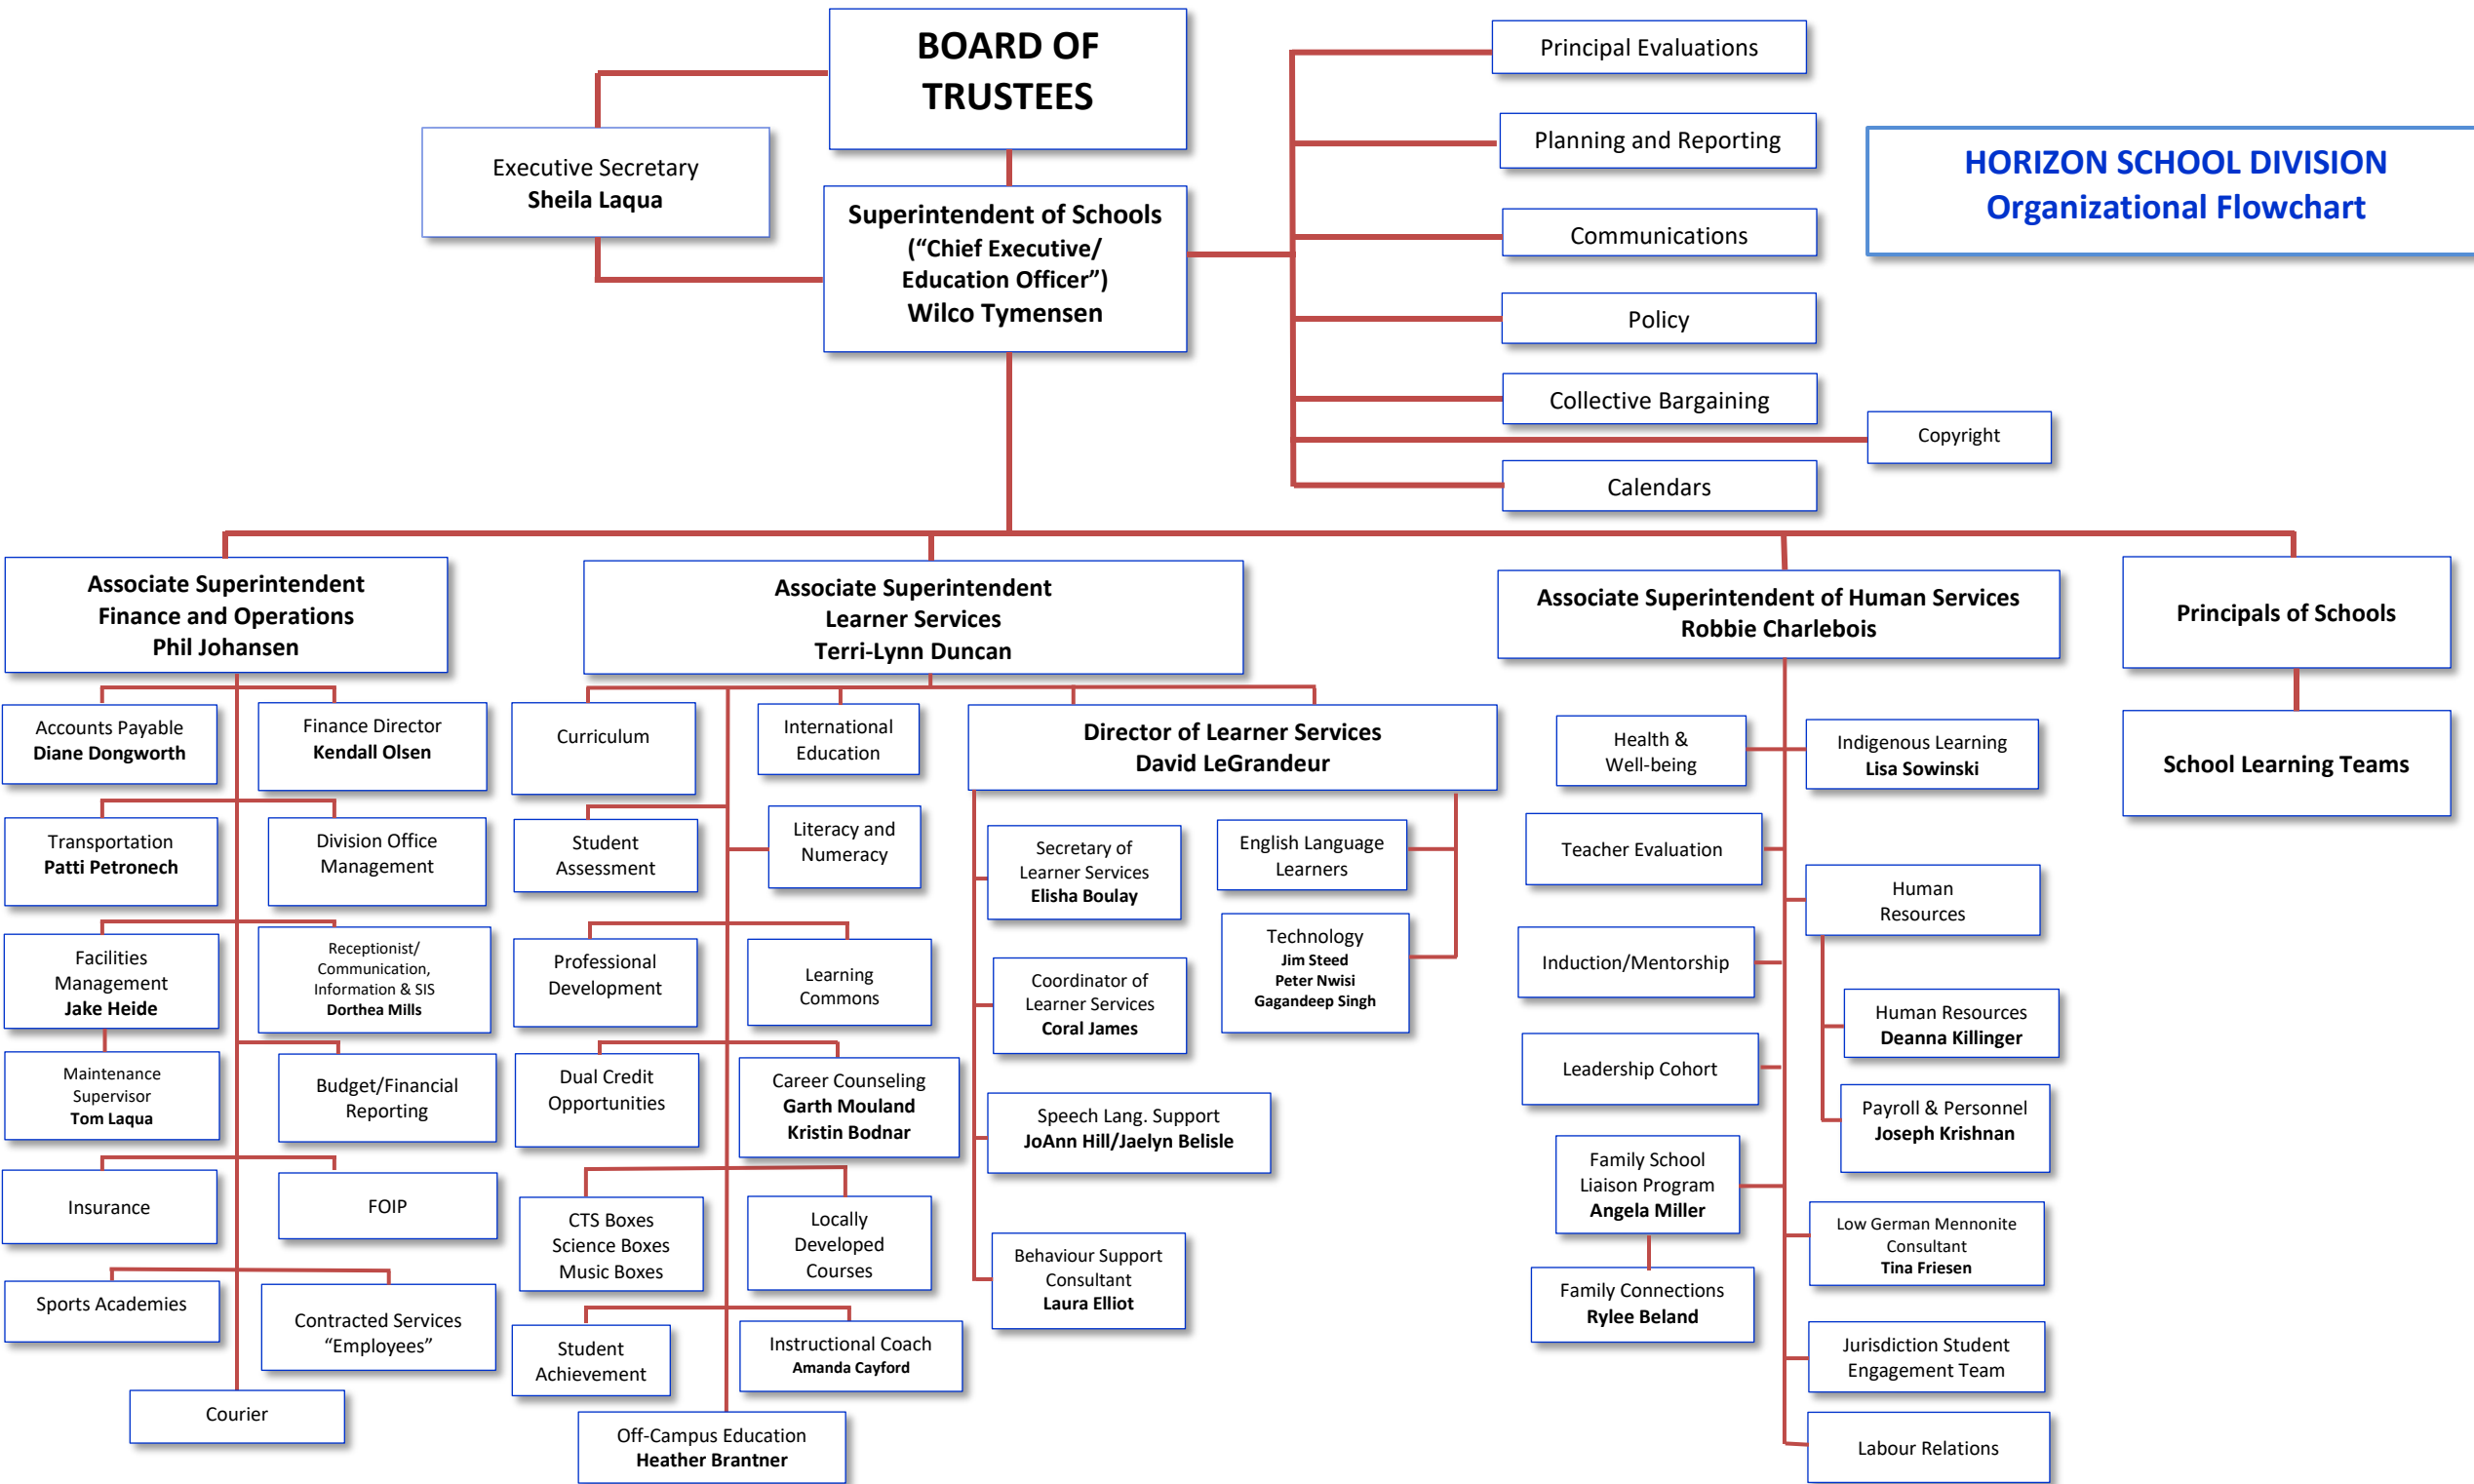 BOARD OF
TRUSTEES
Executive Secretary
Sheila Laqua
Superintendent of Schools
(“Chief Executive/
Education Officer”)
Wilco Tymensen
Principal Evaluations
Planning and Reporting
Communications
Policy
Collective Bargaining
Copyright
Calendars
HORIZON SCHOOL DIVISION
Organizational Flowchart
Associate Superintendent
Finance and Operations
Phil Johansen
Accounts Payable
Diane Dongworth
Finance Director
Kendall Olsen
Transportation
Patti Petronech
Division Office
Management
Facilities
Management
Jake Heide
Receptionist/
Communication,
Information & SIS
Dorthea Mills
Maintenance
Supervisor
Tom Laqua
Budget/Financial
Reporting
Insurance
FOIP
Sports Academies
Contracted Services
“Employees”
Courier
Associate Superintendent
Learner Services
Terri-Lynn Duncan
Curriculum
International
Education
Student
Assessment
Literacy and
Numeracy
Professional
Development
Learning
Commons
Dual Credit
Opportunities
Career Counseling
Garth Mouland
Kristin Bodnar
CTS Boxes
Science Boxes
Music Boxes
Locally
Developed
Courses
Student
Achievement
Instructional Coach
Amanda Cayford
Off-Campus Education
Heather Brantner
Director of Learner Services
David LeGrandeur
Secretary of
Learner Services
Elisha Boulay
English Language
Learners
Coordinator of
Learner Services
Coral James
Technology
Jim Steed
Peter Nwisi
Gagandeep Singh
Speech Lang. Support
JoAnn Hill/Jaelyn Belisle
Behaviour Support
Consultant
Laura Elliot
Associate Superintendent of Human Services
Robbie Charlebois
Health &
Well-being
Indigenous Learning
Lisa Sowinski
Teacher Evaluation
Human
Resources
Induction/Mentorship
Human Resources
Deanna Killinger
Leadership Cohort
Payroll & Personnel
Joseph Krishnan
Family School
Liaison Program
Angela Miller
Low German Mennonite
Consultant
Tina Friesen
Family Connections
Rylee Beland
Jurisdiction Student
Engagement Team
Labour Relations
Principals of Schools
School Learning Teams